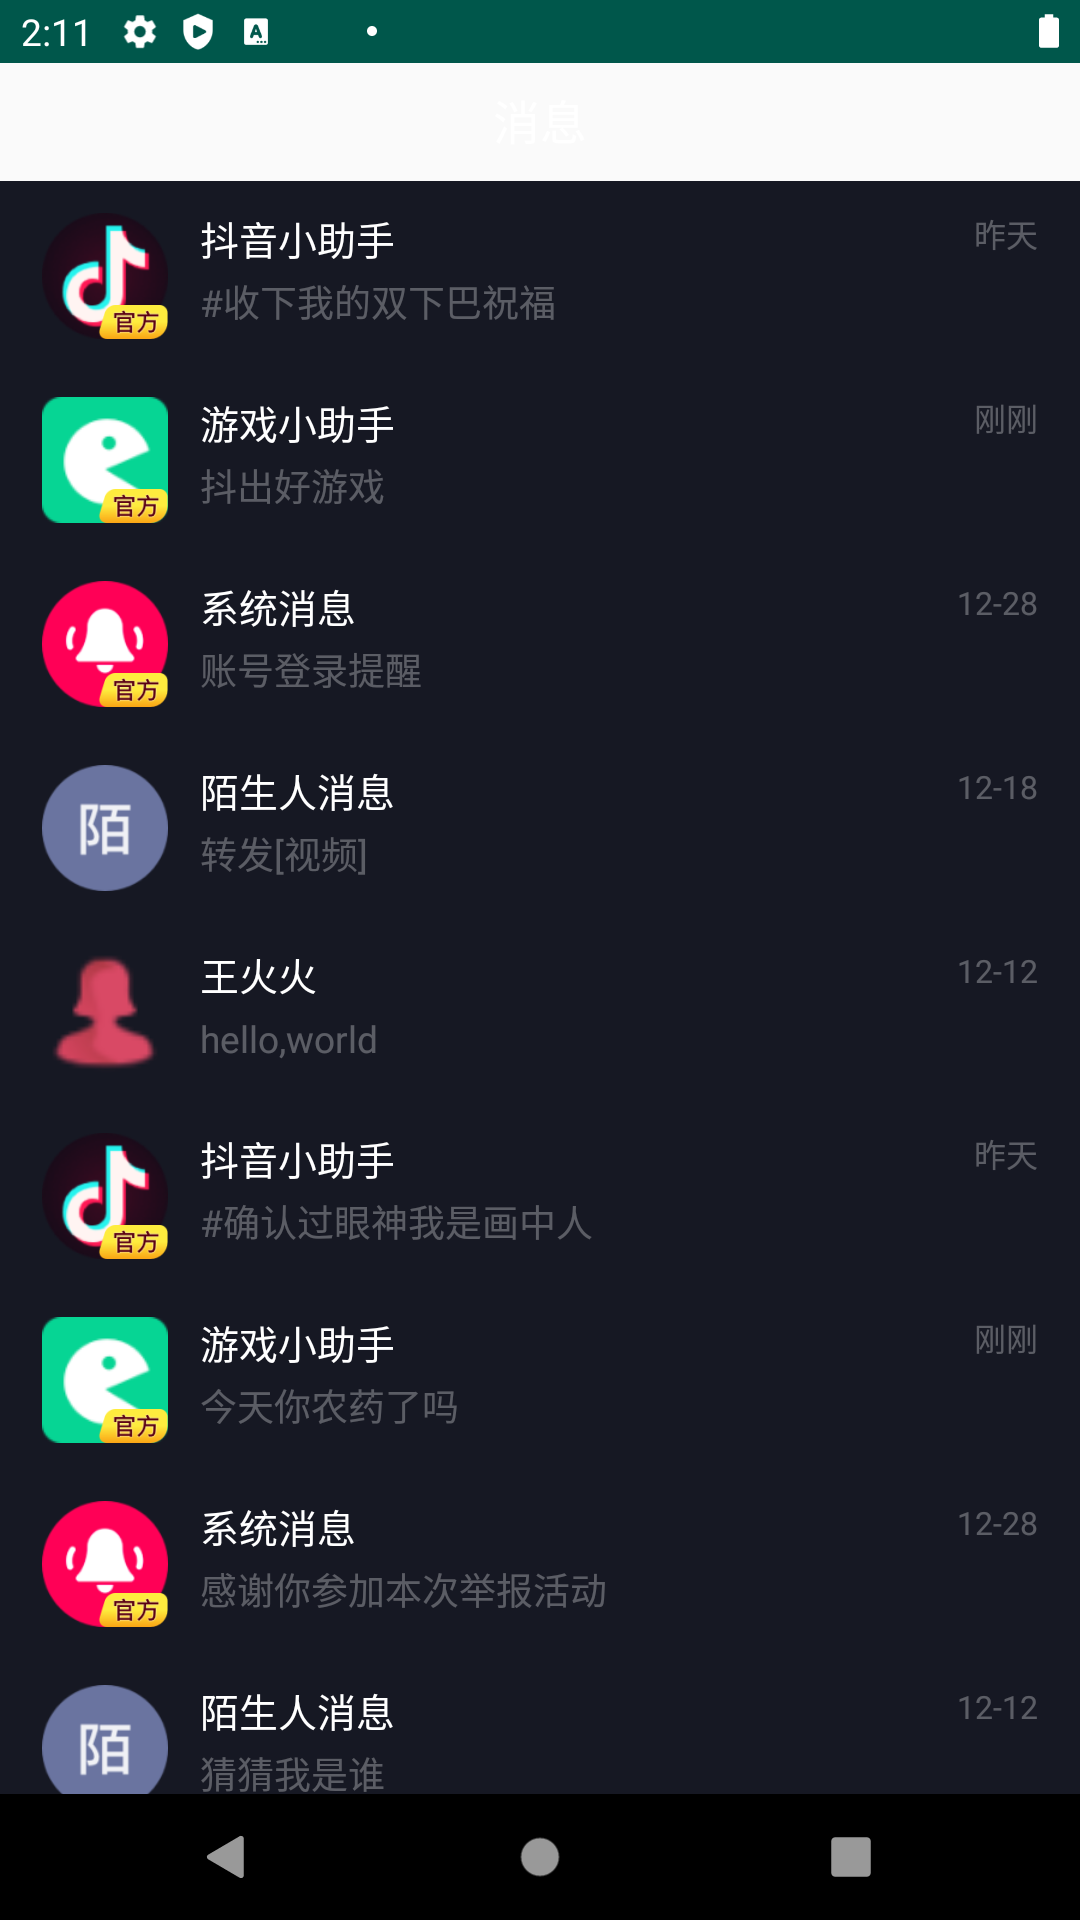 2:11
消息
抖音小助手
昨天
#收下我的双下巴祝福
官方
游戏小助手
刚刚
抖出好游戏
官方
系统消息
12-28
账号登录提醒
官方
陌生人消息
12-18
陌
转发[视频]
王火火
12-12
hello,world
抖音小助手
昨天
#确认过眼神我是画中人
官方
游戏小助手
刚刚
今天你农药了吗
官方
系统消息
12-28
感谢你参加本次举报活动
官方
陌生人消息
12-12
陌
猜猜我是谁